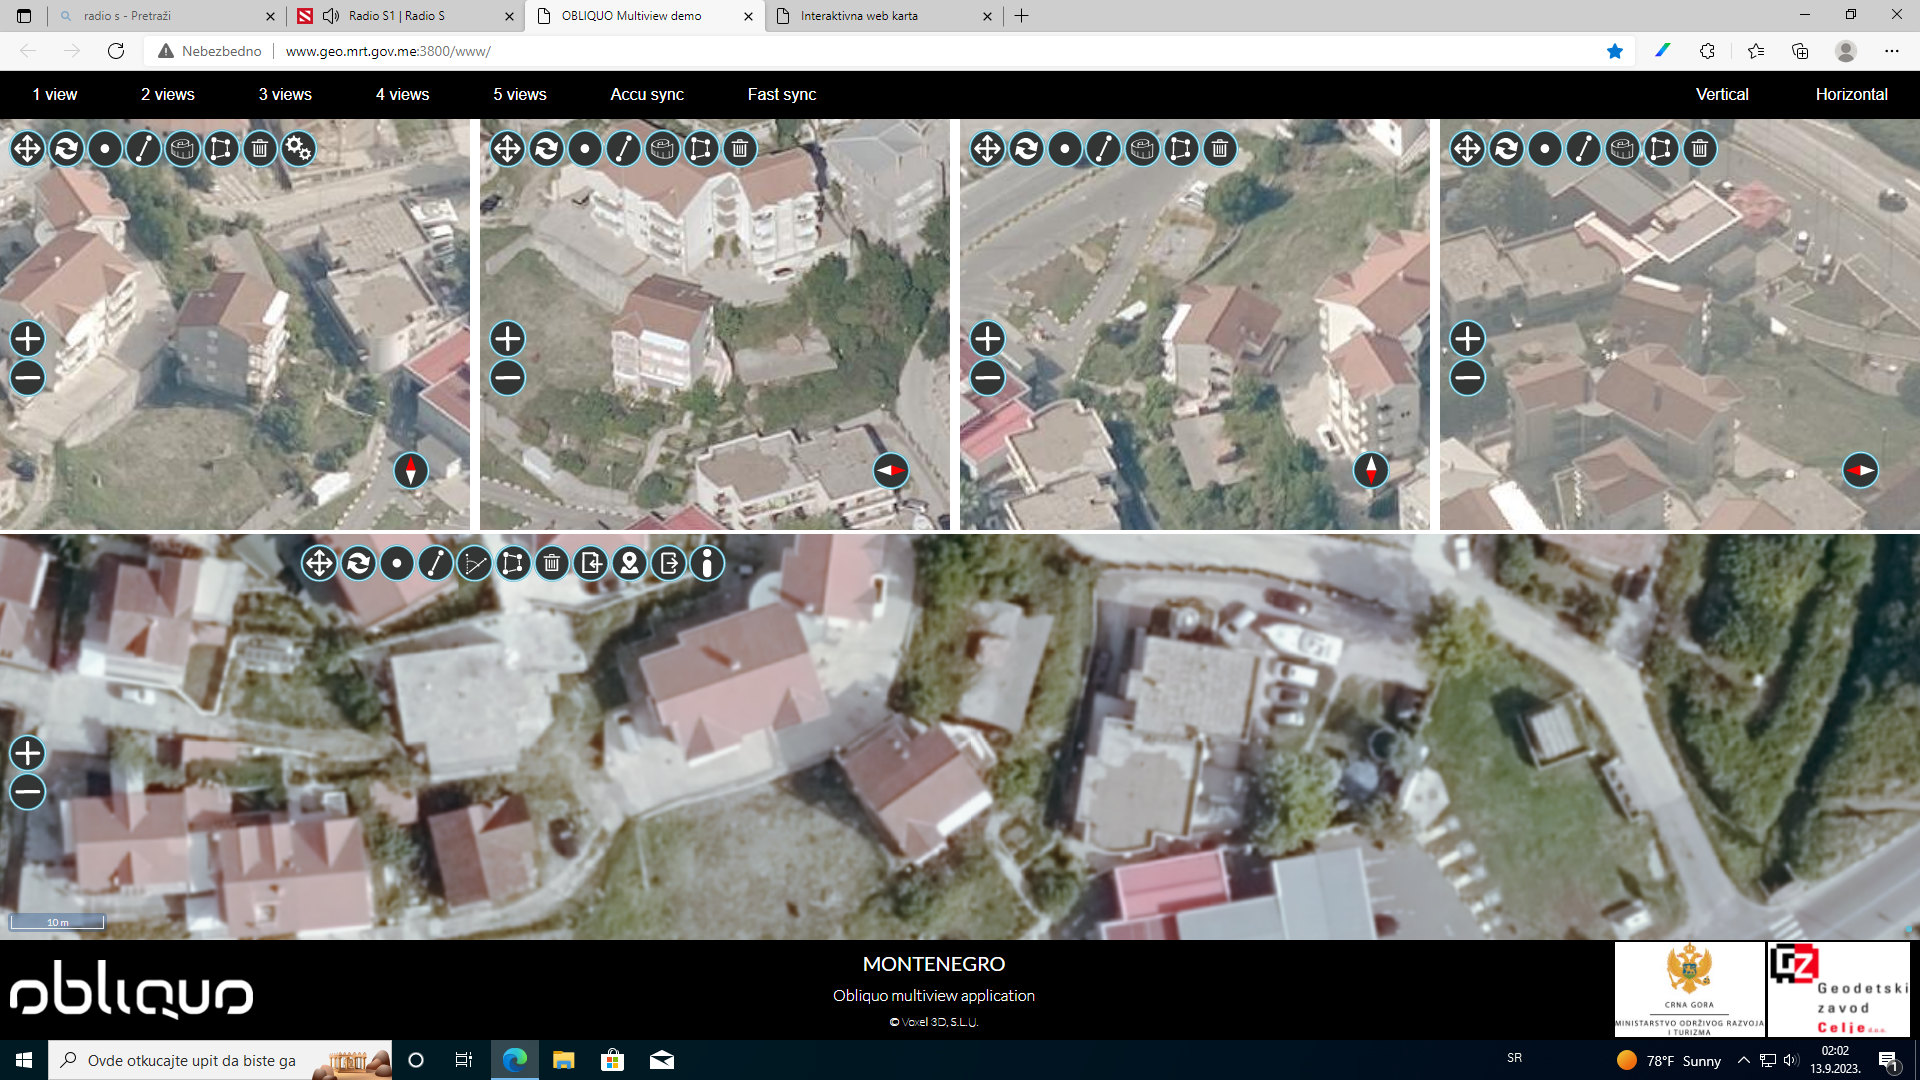 radio s - Pretraži
Radio S1 | Radio S
OBLIQUO Multiview demo
Interaktivna web karta
Nebezbedno
www.geo.mrt.gov.me:3800/www/
1 view
2 views
3 views
4 views
5 views
Accu sync
Fast sync
Vertical
Horizontal
10 m
obliquo
MONTENEGRO
Obliquo multiview application
© Voxel 3D, S.L.U.
CRNA GORA
MINISTARSTVO ODRŽIVOG RAZVOJA
I TURIZMA
GZ
Geodetski
zavod
Celje d.o.o.
Ovde otkucajte upit da biste ga
SR
78°F Sunny
02:02
13.9.2023.
1